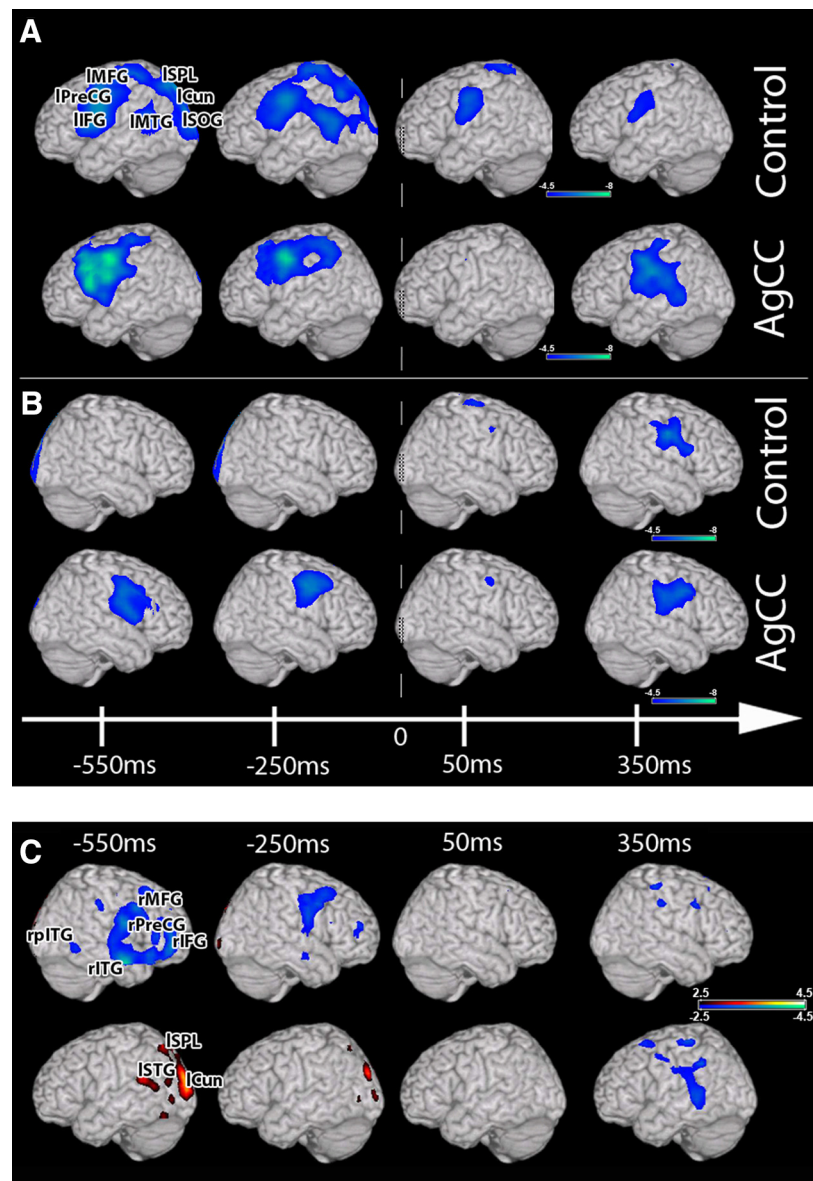 A
lMFG lSPL
lPreCG lCun
lIFG lMTG lSOG
Control
-4.5 -8
AgCC
-4.5 -8
B
Control
-4.5 -8
AgCC
-4.5 -8
0
-550ms -250ms 50ms 350ms
C
-550ms -250ms 50ms 350ms
rMFG
rPreCG
rpITG rIFG
rITG
2.5 4.5
-2.5 -4.5
lSPL
lSTG
lCun